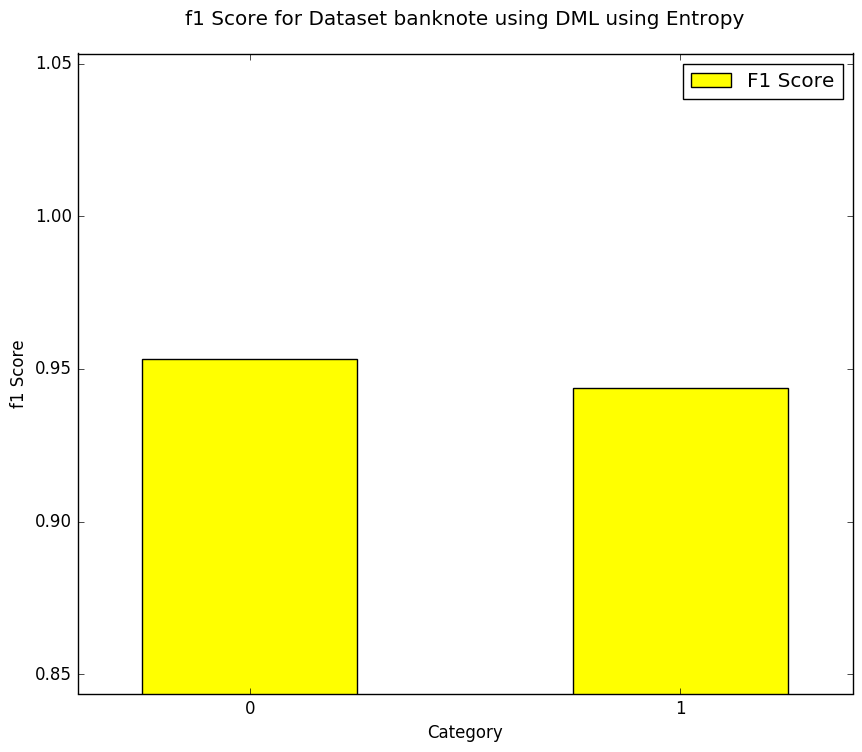 f1 Score for Dataset banknote using DML using Entropy
F1 Score
1.05
1.00
0.95
0.90
0.85
f1 Score
0
1
Category